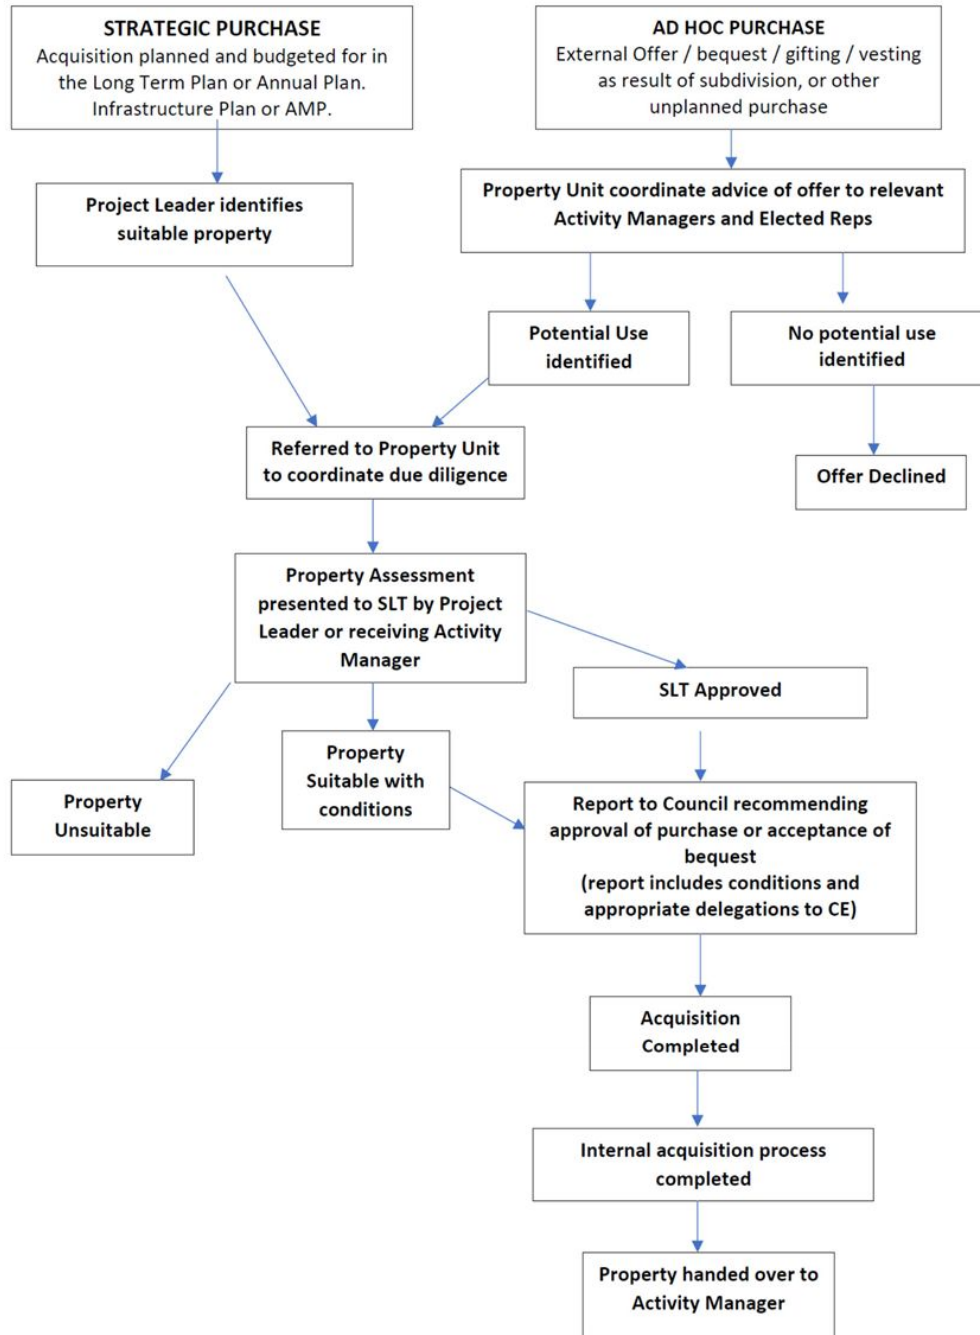 STRATEGIC PURCHASE
Acquisition planned and budgeted for in
the Long Term Plan or Annual Plan.
Infrastructure Plan or AMP.
AD HOC PURCHASE
External Offer / bequest / gifting / vesting
as result of subdivision, or other
unplanned purchase
Project Leader identifies
suitable property
Property Unit coordinate advice of offer to relevant
Activity Managers and Elected Reps
Potential Use
identified
No potential use
identified
Referred to Property Unit
to coordinate due diligence
Offer Declined
Property Assessment
presented to SLT by Project
Leader or receiving Activity
Manager
SLT Approved
Property
Unsuitable
Property
Suitable with
conditions
Report to Council recommending
approval of purchase or acceptance of
bequest
(report includes conditions and
appropriate delegations to CE)
Acquisition
Completed
Internal acquisition process
completed
Property handed over to
Activity Manager